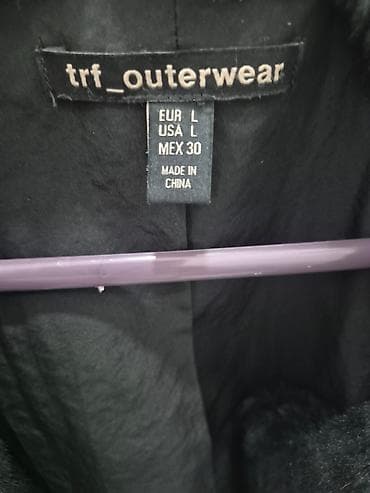 trf_outerwear
EUR L
USA L
MEX 30
MADE IN
CHINA